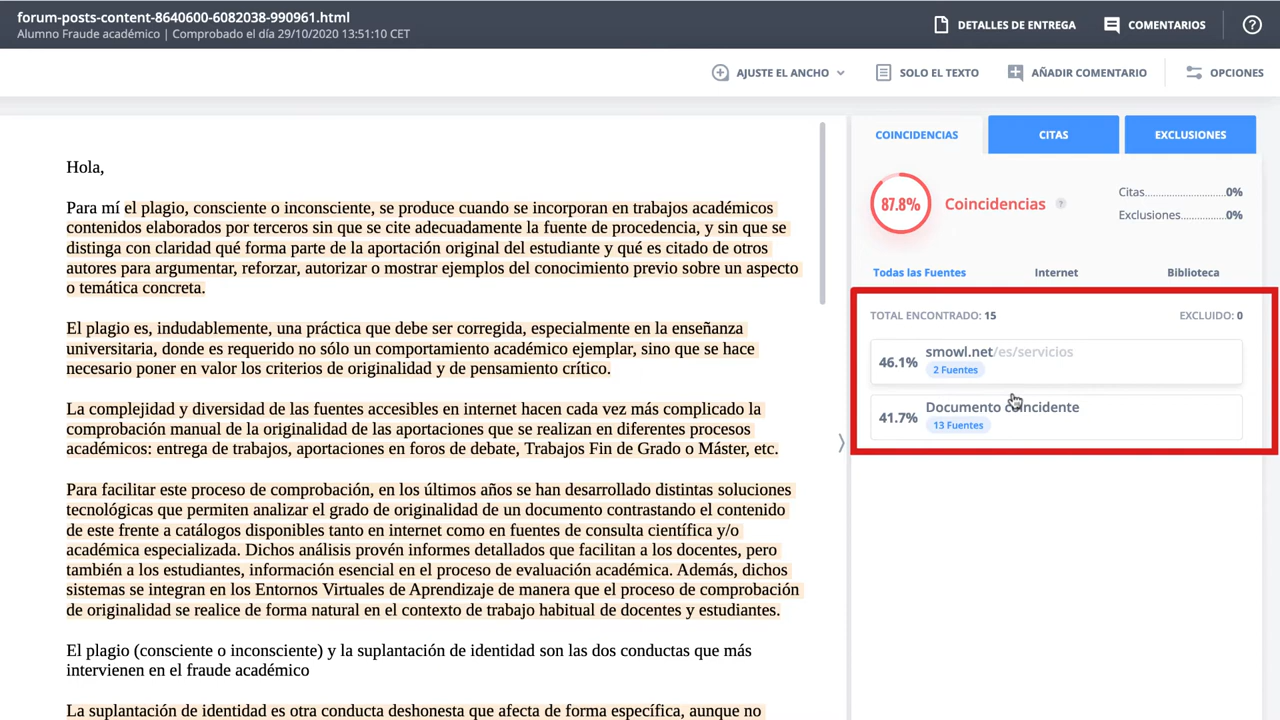 forum-posts-content-8640600-6082038-990961.html
Alumno Fraude académico | Comprobado el día 29/10/2020 13:51:10 CET
DETALLES DE ENTREGA
COMENTARIOS
?
AJUSTE EL ANCHO
SOLO EL TEXTO
AÑADIR COMENTARIO
OPCIONES
Hola,
Para mí el plagio, consciente o inconsciente, se produce cuando se incorporan en trabajos académicos
contenidos elaborados por terceros sin que se cite adecuadamente la fuente de procedencia, y sin que se
distinga con claridad qué forma parte de la aportación original del estudiante y qué es citado de otros
autores para argumentar, reforzar, autorizar o mostrar ejemplos del conocimiento previo sobre un aspecto
o temática concreta.
El plagio es, indudablemente, una práctica que debe ser corregida, especialmente en la enseñanza
universitaria, donde es requerido no sólo un comportamiento académico ejemplar, sino que se hace
necesario poner en valor los criterios de originalidad y de pensamiento crítico.
La complejidad y diversidad de las fuentes accesibles en internet hacen cada vez más complicado la
comprobación manual de la originalidad de las aportaciones que se realizan en diferentes procesos
académicos: entrega de trabajos, aportaciones en foros de debate, Trabajos Fin de Grado o Máster, etc.
Para facilitar este proceso de comprobación, en los últimos años se han desarrollado distintas soluciones
tecnológicas que permiten analizar el grado de originalidad de un documento contrastando el contenido
de este frente a catálogos disponibles tanto en internet como en fuentes de consulta científica y/o
académica especializada. Dichos análisis provén informes detallados que facilitan a los docentes, pero
también a los estudiantes, información esencial en el proceso de evaluación académica. Además, dichos
sistemas se integran en los Entornos Virtuales de Aprendizaje de manera que el proceso de comprobación
de originalidad se realice de forma natural en el contexto de trabajo habitual de docentes y estudiantes.
El plagio (consciente o inconsciente) y la suplantación de identidad son las dos conductas que más
intervienen en el fraude académico
La suplantación de identidad es otra conducta deshonesta que afecta de forma específica, aunque no
COINCIDENCIAS
CITAS
EXCLUSIONES
87.8%
Coincidencias ?
Citas............................0%
Exclusiones..............0%
Todas las Fuentes
Internet
Biblioteca
TOTAL ENCONTRADO: 15
EXCLUIDO: 0
46.1%
smowl.net/es/servicios
2 Fuentes
41.7%
Documento coincidente
13 Fuentes